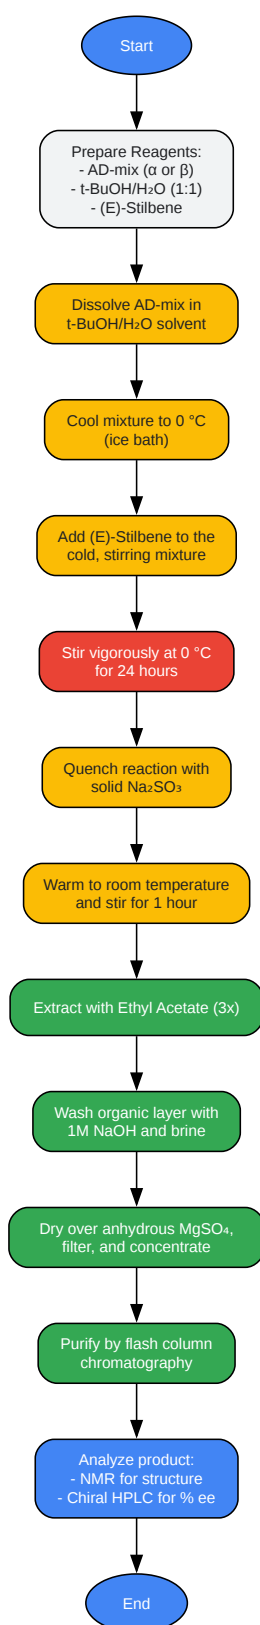 Start
Prepare Reagents:
- AD-mix (α or β)
- t-BuOH/H₂O (1:1)
- (E)-Stilbene
Dissolve AD-mix in
t-BuOH/H₂O solvent
Cool mixture to 0 °C
(ice bath)
Add (E)-Stilbene to the
cold, stirring mixture
Stir vigorously at 0 °C
for 24 hours
Quench reaction with
solid Na₂SO₃
Warm to room temperature
and stir for 1 hour
Extract with Ethyl Acetate (3x)
Wash organic layer with
1M NaOH and brine
Dry over anhydrous MgSO₄,
filter, and concentrate
Purify by flash column
chromatography
Analyze product:
- NMR for structure
- Chiral HPLC for % ee
End